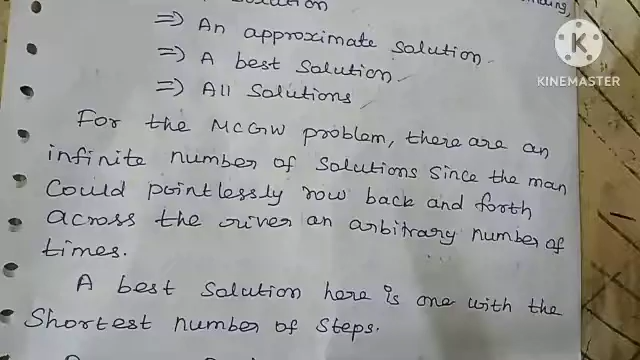 solution
=> An approximate solution
=> A best solution
=> All solutions
For the MCGW problem, there are an
infinite number of solutions since the man
could pointlessly row back and forth
across the river an arbitrary number of
times.
A best solution here is one with the
shortest number of steps.
KINEMASTER